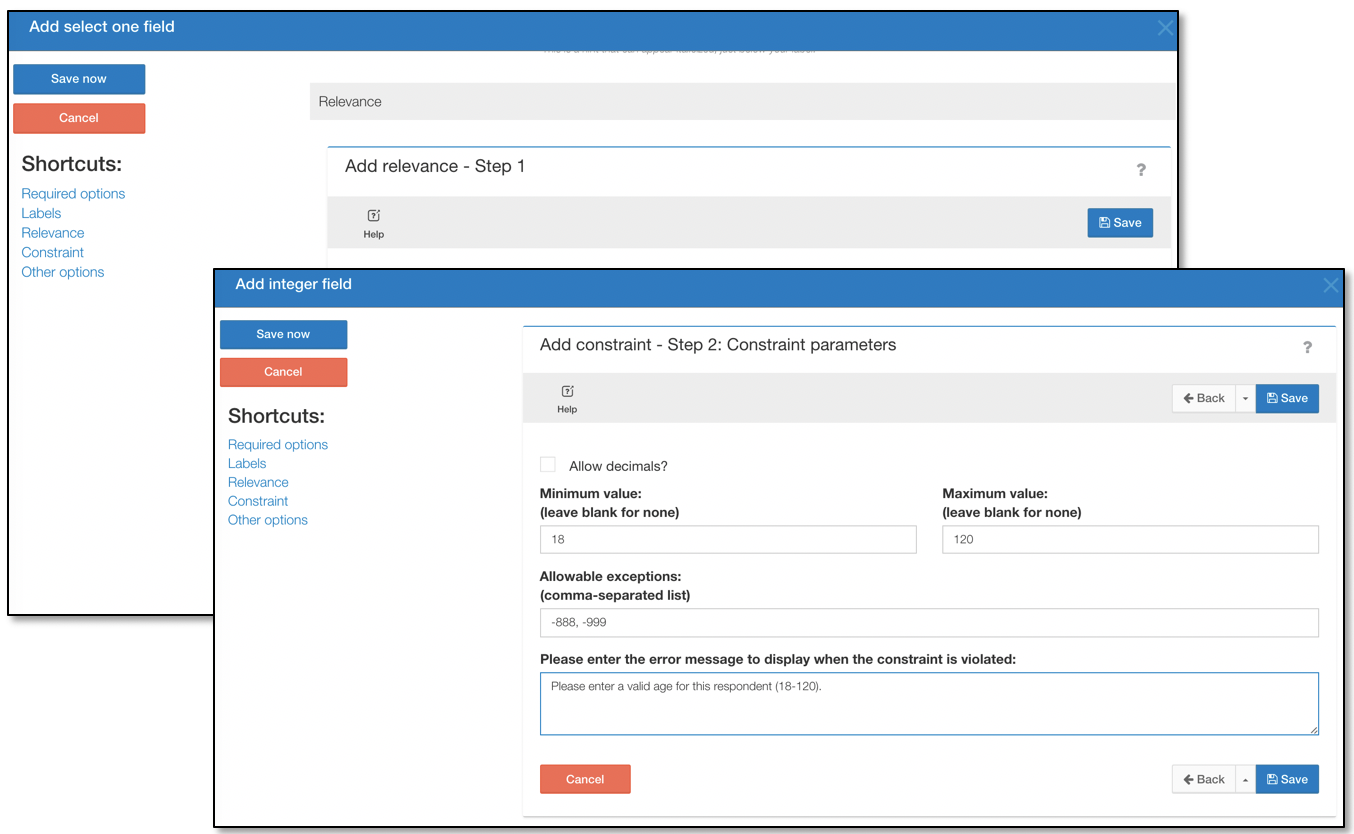 Add select one field
Save now
Cancel
Shortcuts:
Required options
Labels
Relevance
Constraint
Other options
Relevance
Add relevance - Step 1
?
Help
Save
Add integer field
Save now
Cancel
Shortcuts:
Required options
Labels
Relevance
Constraint
Other options
Add constraint - Step 2: Constraint parameters
?
Help
Back
Save
Allow decimals?
Minimum value:
(leave blank for none)
18
Maximum value:
(leave blank for none)
120
Allowable exceptions:
(comma-separated list)
-888, -999
Please enter the error message to display when the constraint is violated:
Please enter a valid age for this respondent (18-120).
Cancel
Back
Save